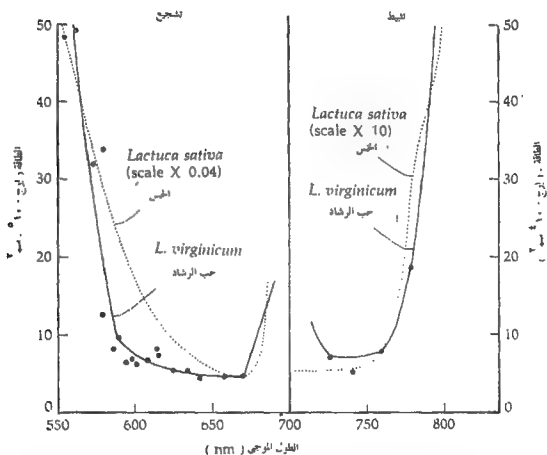 تشجيع
تثبيط
50
40
30
20
10
0
Lactuca sativa
(scale X 0.04)
الخس
L. virginicum
حب الرشاد
Lactuca sativa
(scale X 10)
الخس
L. virginicum
حب الرشاد
50
40
30
20
10
0
550
600
650
700
750
800
الطول الموجي ( nm )